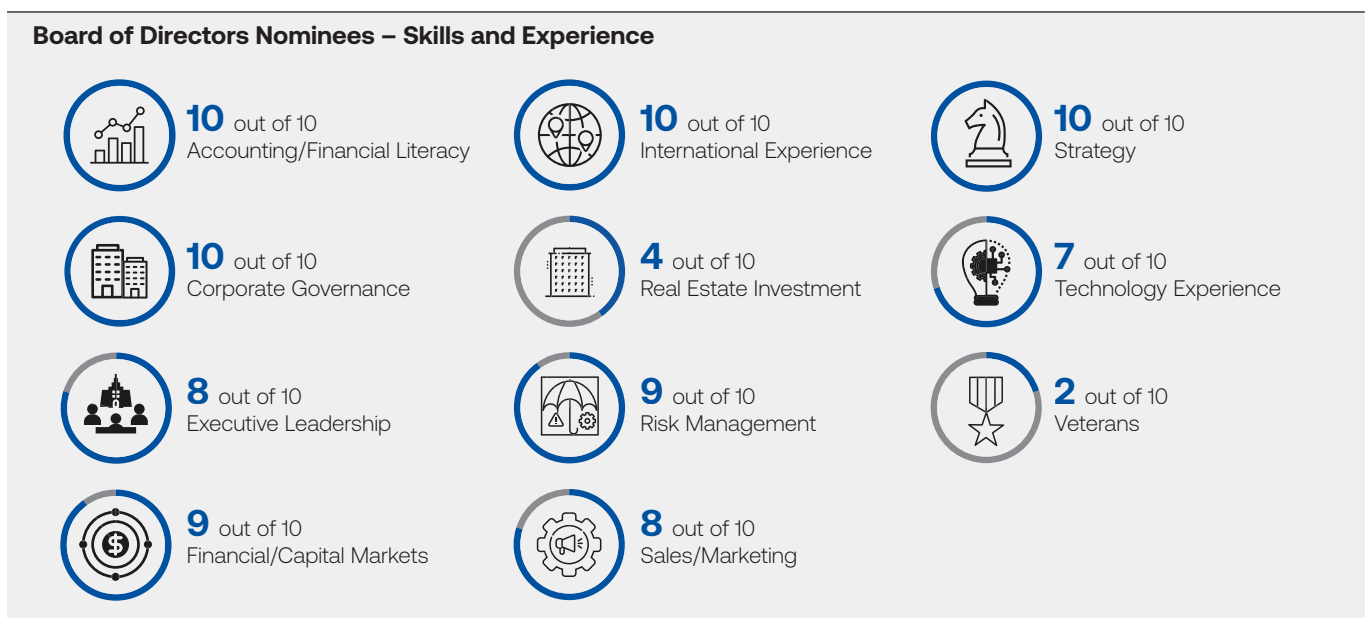 Board of Directors Nominees – Skills and Experience
10 out of 10
Accounting/Financial Literacy
10 out of 10
Corporate Governance
8 out of 10
Executive Leadership
9 out of 10
Financial/Capital Markets
10 out of 10
International Experience
4 out of 10
Real Estate Investment
9 out of 10
Risk Management
8 out of 10
Sales/Marketing
10 out of 10
Strategy
7 out of 10
Technology Experience
2 out of 10
Veterans